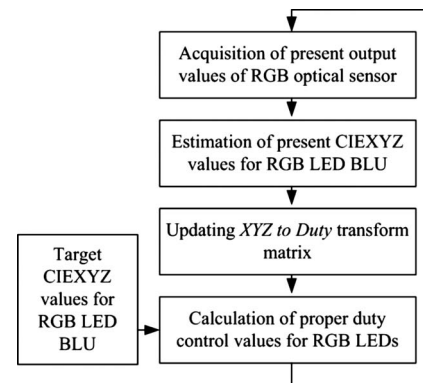 Acquisition of present output
values of RGB optical sensor
Estimation of present CIEXYZ
values for RGB LED BLU
Updating XYZ to Duty transform
matrix
Target
CIEXYZ
values for
RGB LED
BLU
Calculation of proper duty
control values for RGB LEDs